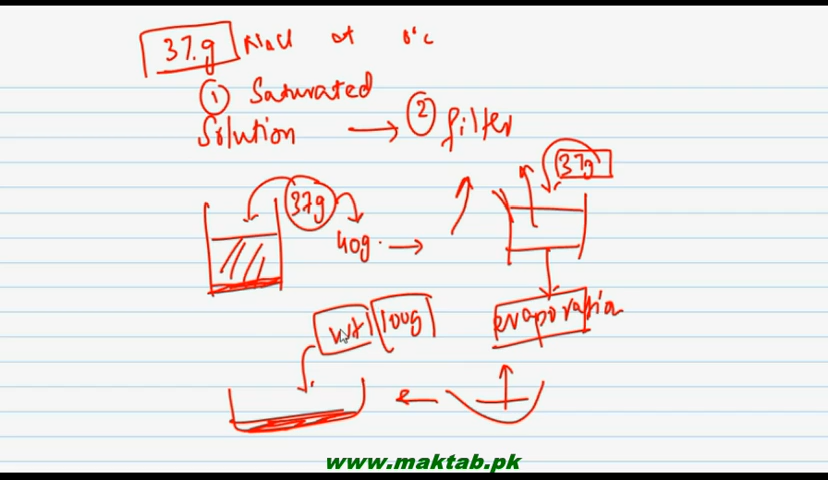 37.g NaCl at 0°c
① Saturated
Solution → ② filter
37g
37g
40g. →
wt 100g
evaporation
www.maktab.pk